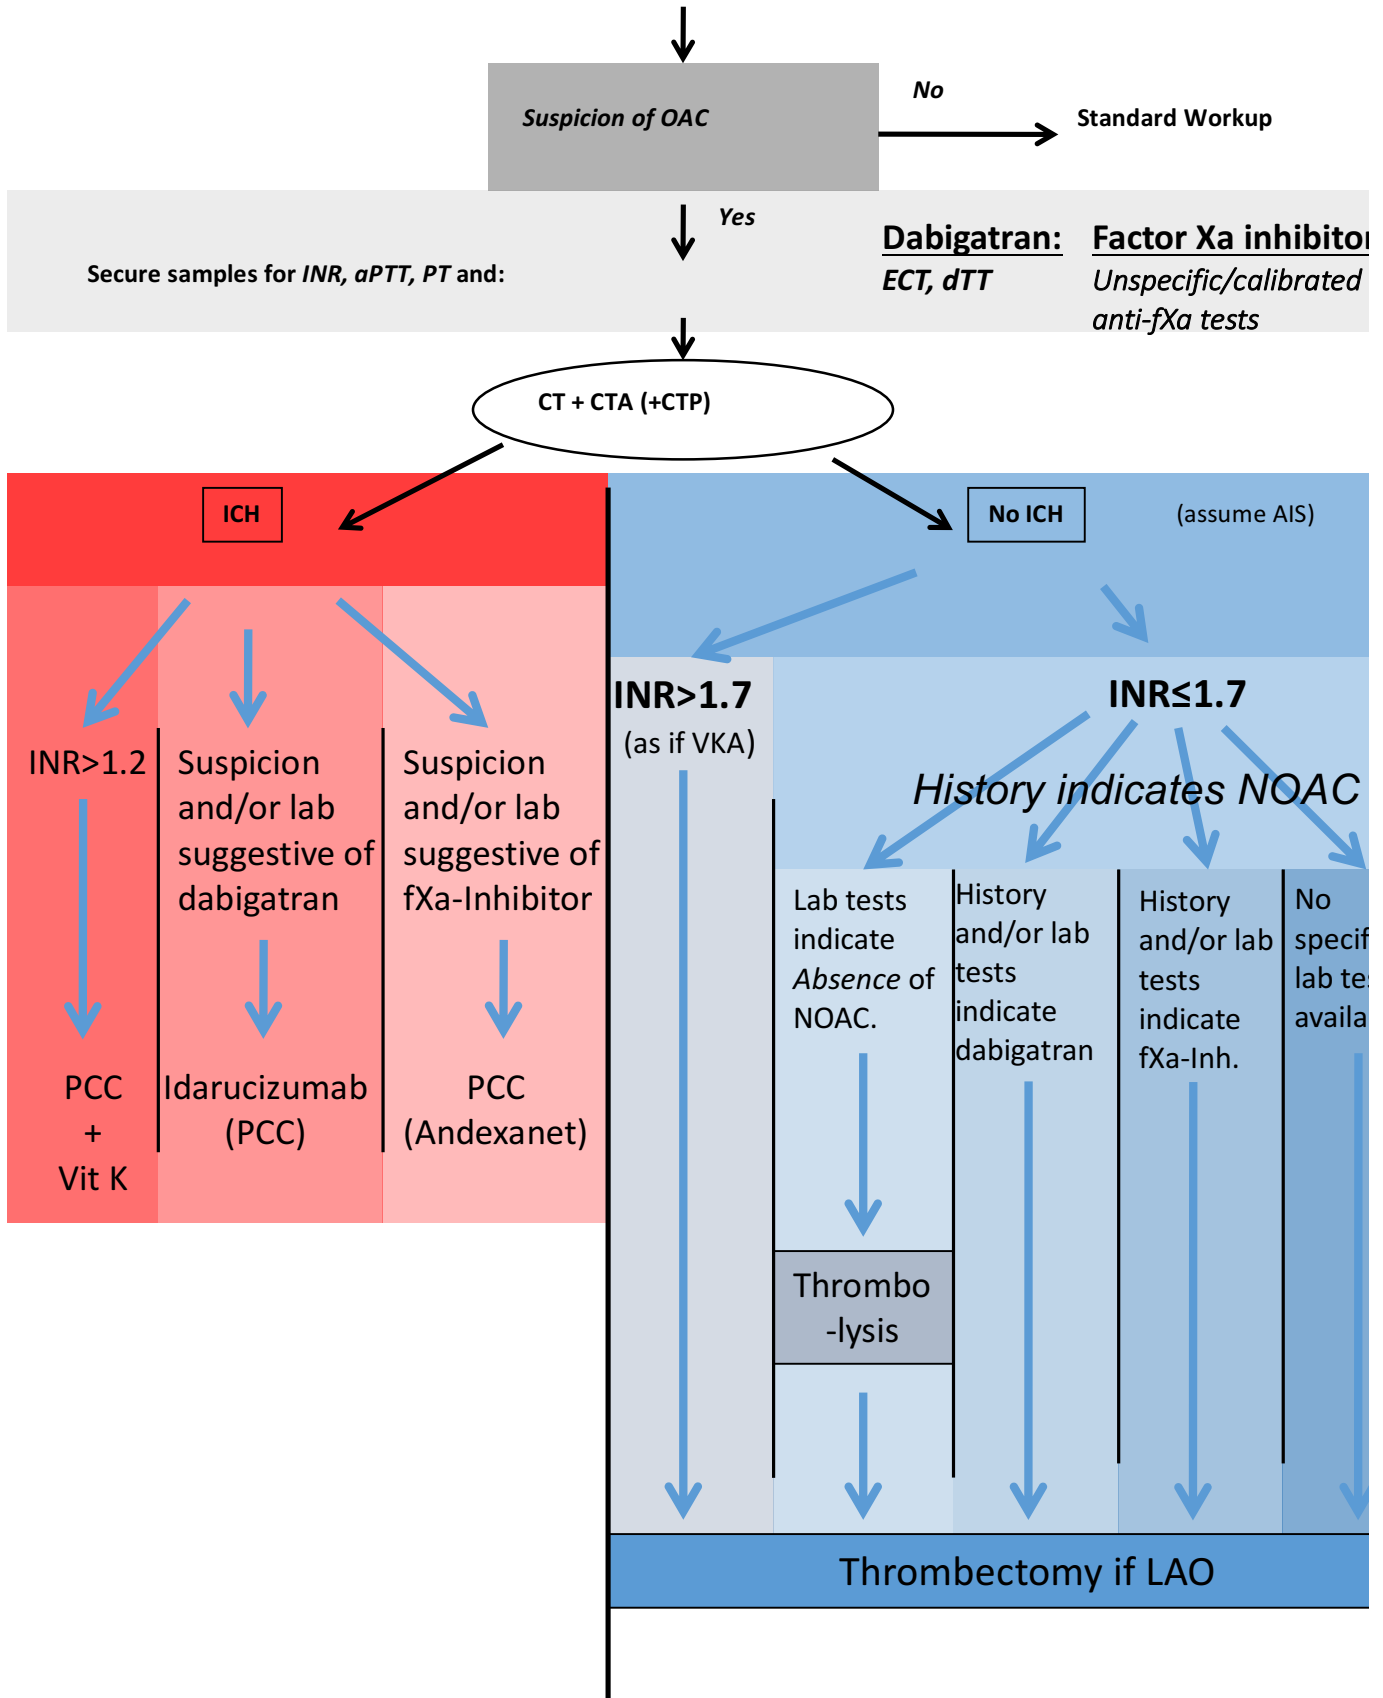 Suspicion of OAC
No
Standard Workup
Yes
Secure samples for INR, aPTT, PT and:
Dabigatran:
ECT, dTT
Factor Xa inhibitor
Unspecific/calibrated
anti-fXa tests
CT + CTA (+CTP)
ICH
No ICH
(assume AIS)
INR>1.2
PCC
+
Vit K
Suspicion
and/or lab
suggestive of
dabigatran
Idarucizumab
(PCC)
Suspicion
and/or lab
suggestive of
fXa-Inhibitor
PCC
(Andexanet)
INR>1.7
(as if VKA)
INR≤1.7
History indicates NOAC
Lab tests
indicate
Absence of
NOAC.
Thrombo
-lysis
History
and/or lab
tests
indicate
dabigatran
History
and/or lab
tests
indicate
fXa-Inh.
No
specif
lab te
availa
Thrombectomy if LAO